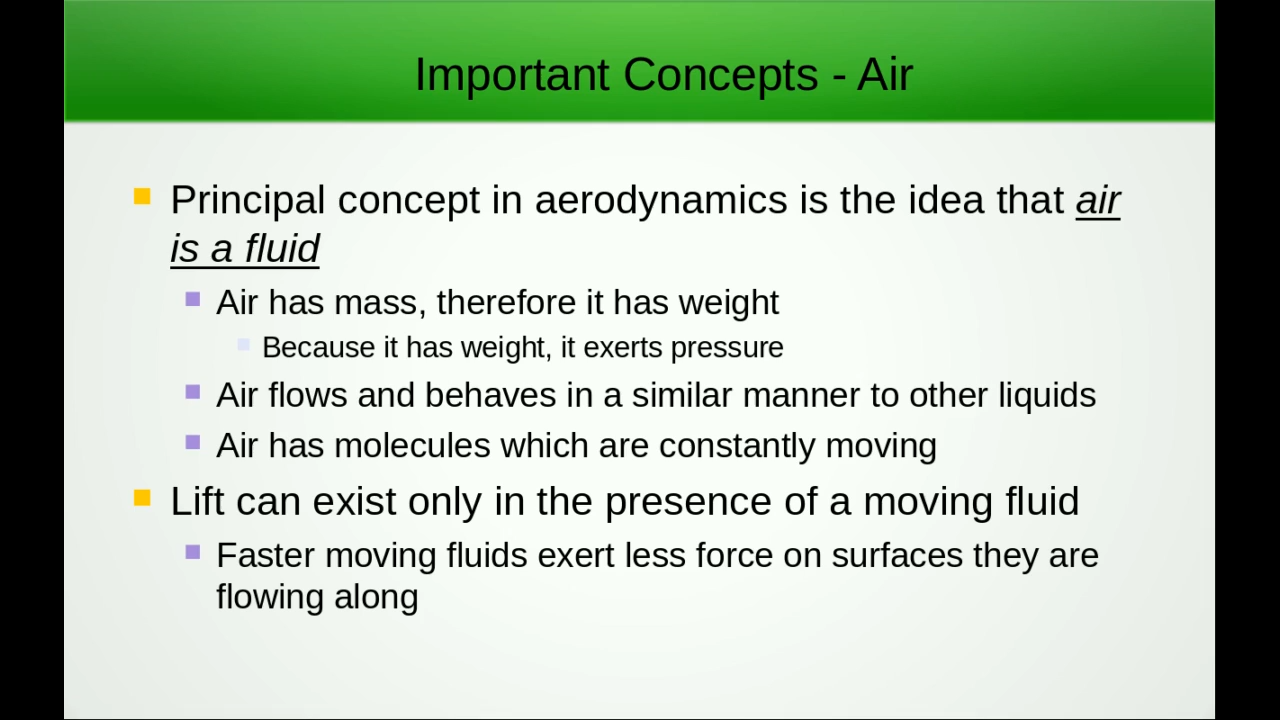 Important Concepts - Air
Principal concept in aerodynamics is the idea that air
is a fluid
Air has mass, therefore it has weight
Because it has weight, it exerts pressure
Air flows and behaves in a similar manner to other liquids
Air has molecules which are constantly moving
Lift can exist only in the presence of a moving fluid
Faster moving fluids exert less force on surfaces they are
flowing along